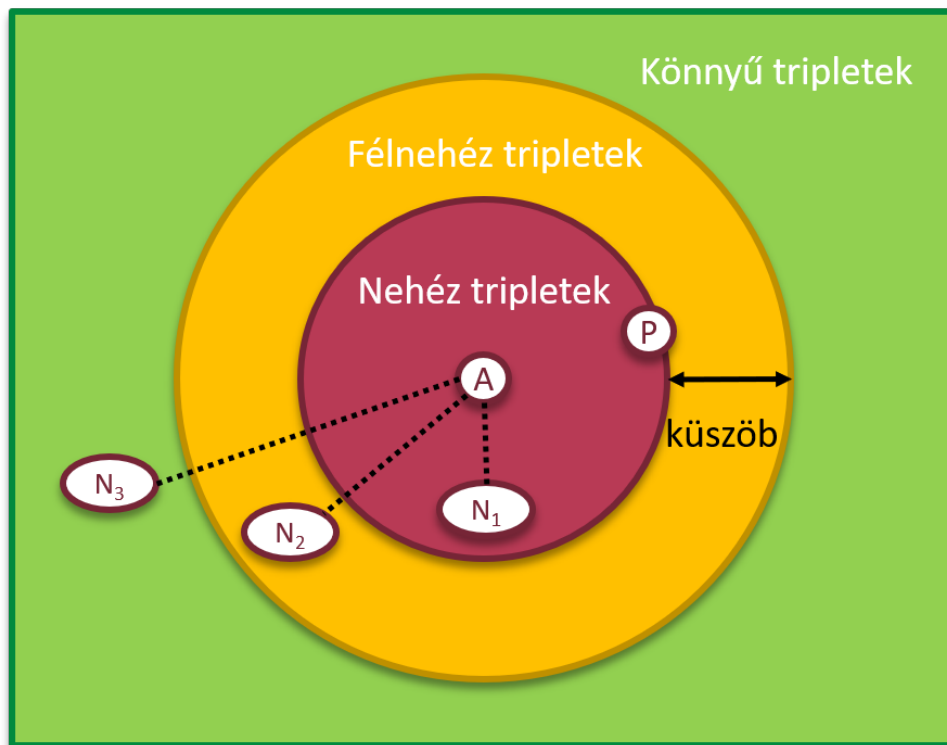 Könnyű tripletek
Félnehéz tripletek
Nehéz tripletek
P
A
küszöb
N₃
N₂
N₁